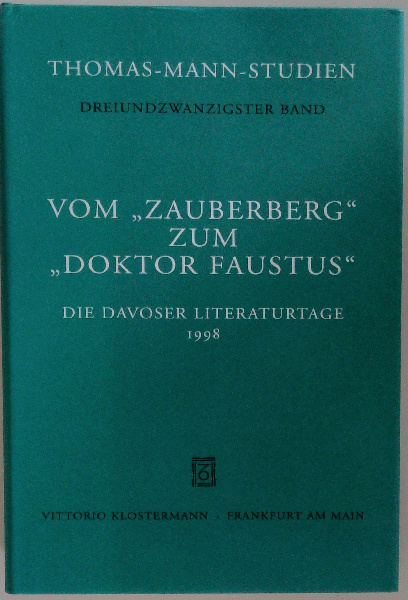 THOMAS-MANN-STUDIEN
DREIUNDZWANZIGSTER BAND
VOM „ZAUBERBERG“
ZUM
„DOKTOR FAUSTUS“
DIE DAVOSER LITERATURTAGE
1998
VITTORIO KLOSTERMANN · FRANKFURT AM MAIN